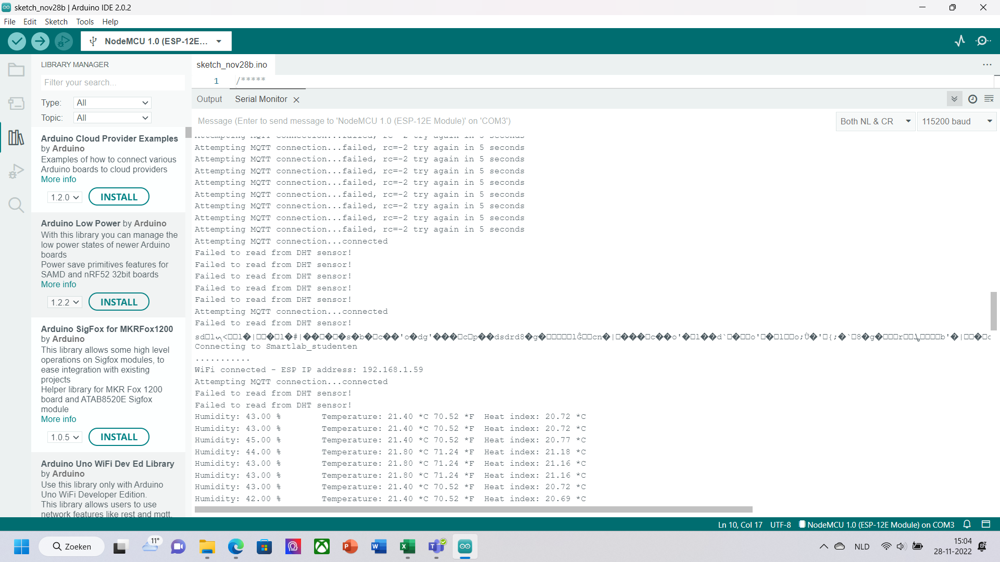 sketch_nov28b | Arduino IDE 2.0.2
File Edit Sketch Tools Help
NodeMCU 1.0 (ESP-12E...
LIBRARY MANAGER
Filter your search...
Type: All
Topic: All
Arduino Cloud Provider Examples
by Arduino
Examples of how to connect various
Arduino boards to cloud providers
More info
1.2.0 INSTALL
Arduino Low Power by Arduino
With this library you can manage the
low power states of newer Arduino
boards
Power save primitives features for
SAMD and nRF52 32bit boards
More info
1.2.2 INSTALL
Arduino SigFox for MKRFox1200
by Arduino
This library allows some high level
operations on Sigfox modules, to
ease integration with existing
projects
Helper library for MKR Fox 1200
board and ATAB8520E Sigfox
module
More info
1.0.5 INSTALL
Arduino Uno WiFi Dev Ed Library
by Arduino
Use this library only with Arduino
Uno WiFi Developer Edition.
This library allows users to use
network features like rest and mqtt.
sketch_nov28b.ino
1 /*****
Output Serial Monitor
Message (Enter to send message to 'NodeMCU 1.0 (ESP-12E Module)' on 'COM3')
Both NL & CR 115200 baud
Attempting MQTT connection...failed, rc=-2 try again in 5 seconds
Attempting MQTT connection...failed, rc=-2 try again in 5 seconds
Attempting MQTT connection...failed, rc=-2 try again in 5 seconds
Attempting MQTT connection...failed, rc=-2 try again in 5 seconds
Attempting MQTT connection...failed, rc=-2 try again in 5 seconds
Attempting MQTT connection...failed, rc=-2 try again in 5 seconds
Attempting MQTT connection...failed, rc=-2 try again in 5 seconds
Attempting MQTT connection...failed, rc=-2 try again in 5 seconds
Attempting MQTT connection...failed, rc=-2 try again in 5 seconds
Attempting MQTT connection...connected
Failed to read from DHT sensor!
Failed to read from DHT sensor!
Failed to read from DHT sensor!
Failed to read from DHT sensor!
Failed to read from DHT sensor!
Attempting MQTT connection...connected
Failed to read from DHT sensor!
Connecting to Smartlab_studenten
...........
WiFi connected - ESP IP address: 192.168.1.59
Attempting MQTT connection...connected
Failed to read from DHT sensor!
Failed to read from DHT sensor!
Humidity: 43.00 % Temperature: 21.40 *C 70.52 *F Heat index: 20.72 *C
Humidity: 43.00 % Temperature: 21.40 *C 70.52 *F Heat index: 20.72 *C
Humidity: 45.00 % Temperature: 21.40 *C 70.52 *F Heat index: 20.77 *C
Humidity: 44.00 % Temperature: 21.80 *C 71.24 *F Heat index: 21.18 *C
Humidity: 43.00 % Temperature: 21.80 *C 71.24 *F Heat index: 21.16 *C
Humidity: 43.00 % Temperature: 21.80 *C 71.24 *F Heat index: 21.16 *C
Humidity: 43.00 % Temperature: 21.40 *C 70.52 *F Heat index: 20.72 *C
Humidity: 42.00 % Temperature: 21.40 *C 70.52 *F Heat index: 20.69 *C
Ln 10, Col 17 UTF-8 NodeMCU 1.0 (ESP-12E Module) on COM3
Zoeken
11°
NLD
15:04
28-11-2022